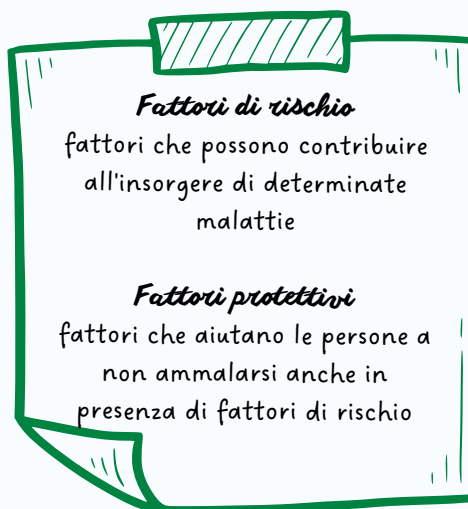 Fattori di rischio
fattori che possono contribuire
all'insorgere di determinate
malattie
Fattori protettivi
fattori che aiutano le persone a
non ammalarsi anche in
presenza di fattori di rischio